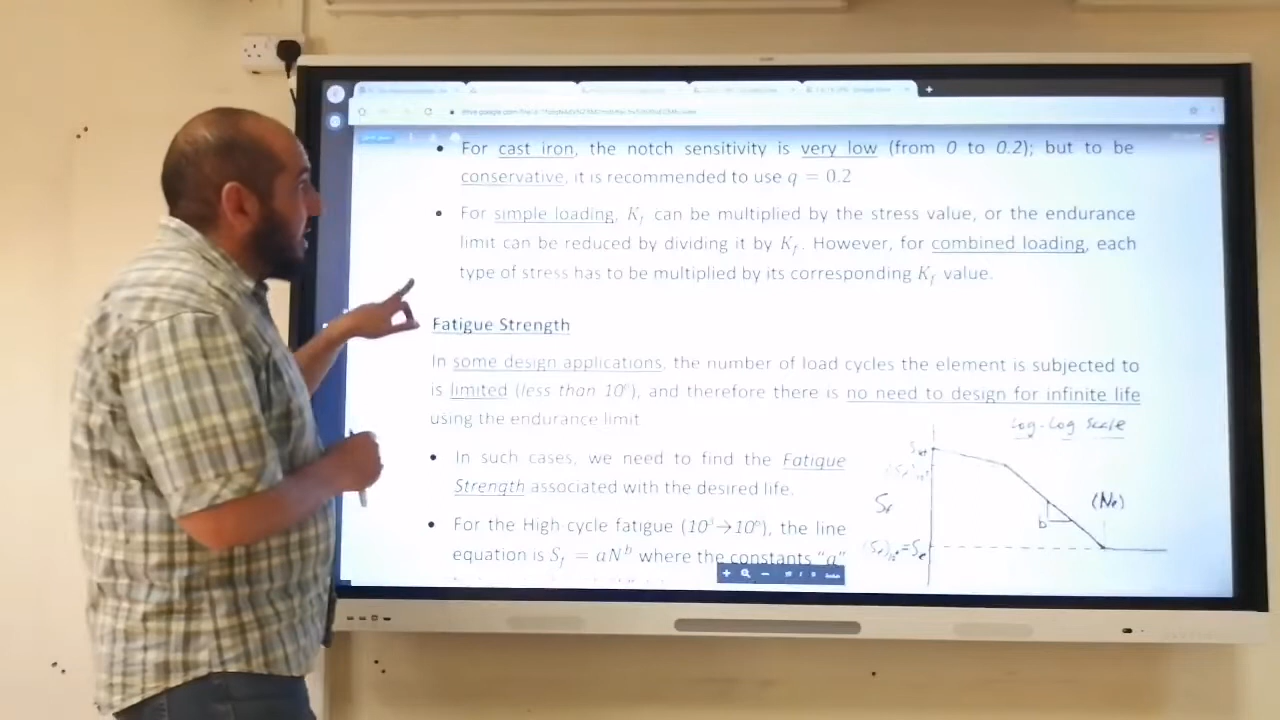 • For cast iron, the notch sensitivity is very low (from 0 to 0.2); but to be
conservative, it is recommended to use q = 0.2
• For simple loading, Kf can be multiplied by the stress value, or the endurance
limit can be reduced by dividing it by Kf. However, for combined loading, each
type of stress has to be multiplied by its corresponding Kf value.
Fatigue Strength
In some design applications, the number of load cycles the element is subjected to
is limited (less than 10⁶), and therefore there is no need to design for infinite life
using the endurance limit
• In such cases, we need to find the Fatigue
Strength associated with the desired life.
• For the High cycle fatigue (10³→10⁶), the line
equation is Sf = aNᵇ where the constants "a"
Log-Log Scale
Sut
Sf
(Ne)
b